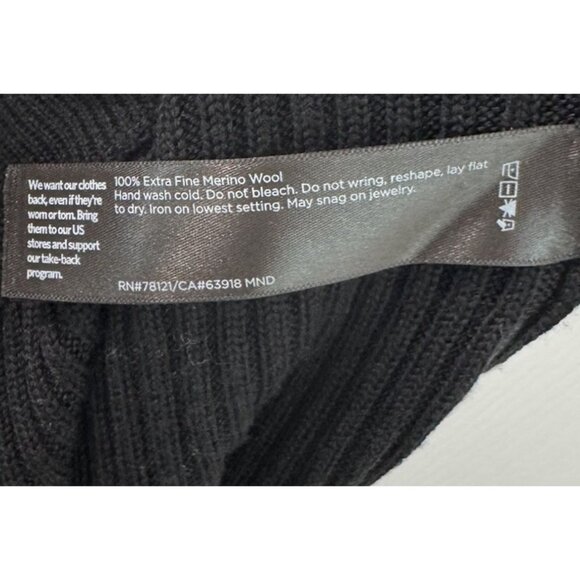 We want our clothes
back, even if they're
worn or torn. Bring
them to our US
stores and support
our take-back
program.
100% Extra Fine Merino Wool
Hand wash cold. Do not bleach. Do not wring, reshape, lay flat
to dry. Iron on lowest setting. May snag on jewelry.
RN#78121/CA#63918 MND